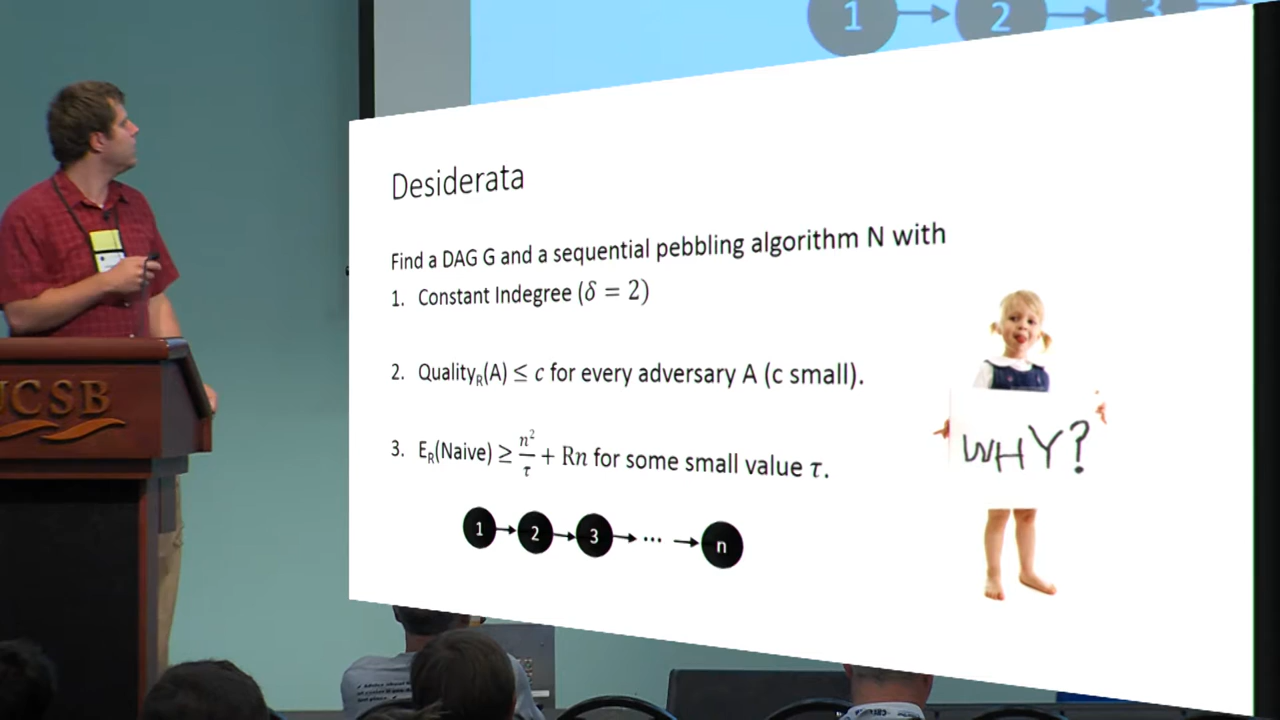 1 → 2 → 3
Desiderata
Find a DAG G and a sequential pebbling algorithm N with
1. Constant Indegree (δ = 2)
2. Quality_R(A) ≤ c for every adversary A (c small).
3. E_R(Naive) ≥ n²/τ + Rn for some small value τ.
WHY?
1 → 2 → 3 → ⋯ → n
UCSB